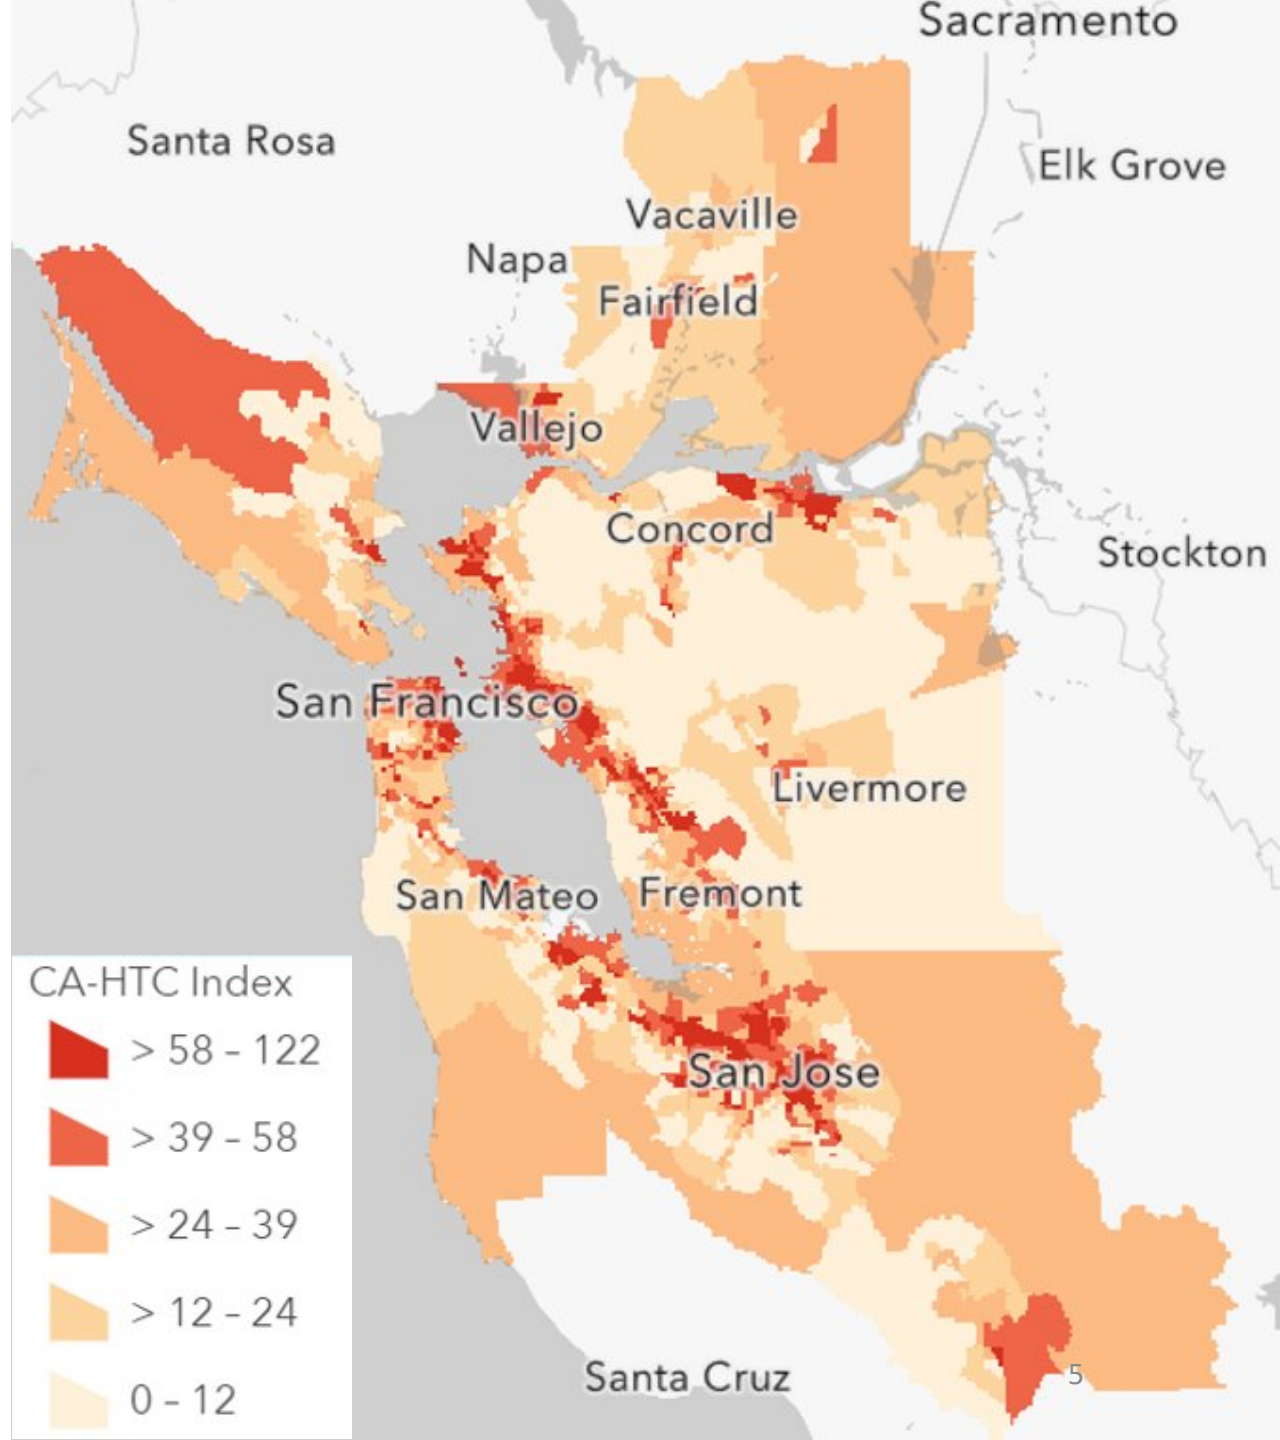 Sacramento
Santa Rosa
Elk Grove
Vacaville
Napa
Fairfield
Vallejo
Concord
Stockton
San Francisco
Livermore
San Mateo
Fremont
CA-HTC Index
> 58 – 122
San Jose
> 39 – 58
> 24 – 39
> 12 – 24
Santa Cruz
5
0 – 12